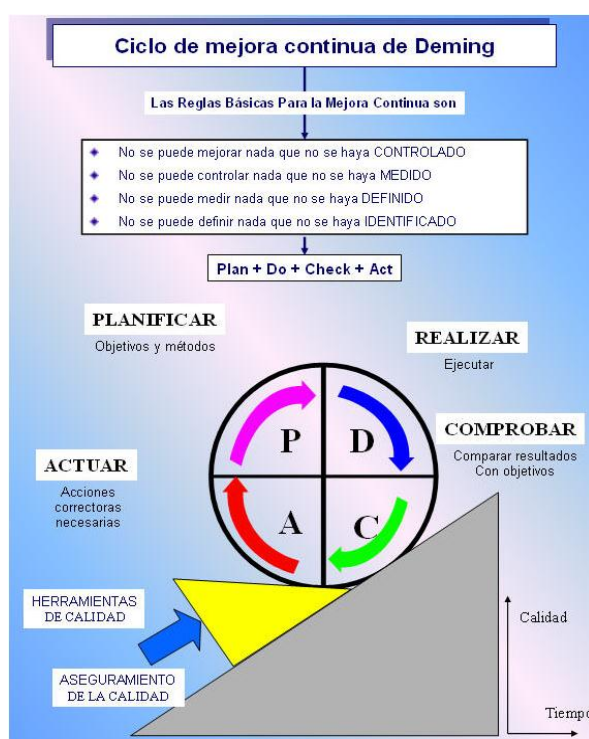 Ciclo de mejora continua de Deming
Las Reglas Básicas Para la Mejora Continua son
No se puede mejorar nada que no se haya CONTROLADO
No se puede controlar nada que no se haya MEDIDO
No se puede medir nada que no se haya DEFINIDO
No se puede definir nada que no se haya IDENTIFICADO
Plan + Do + Check + Act
PLANIFICAR
Objetivos y métodos
REALIZAR
Ejecutar
P
D
COMPROBAR
Comparar resultados
Con objetivos
ACTUAR
Acciones
correctoras
necesarias
A
C
HERRAMIENTAS
DE CALIDAD
ASEGURAMIENTO
DE LA CALIDAD
Calidad
Tiempo